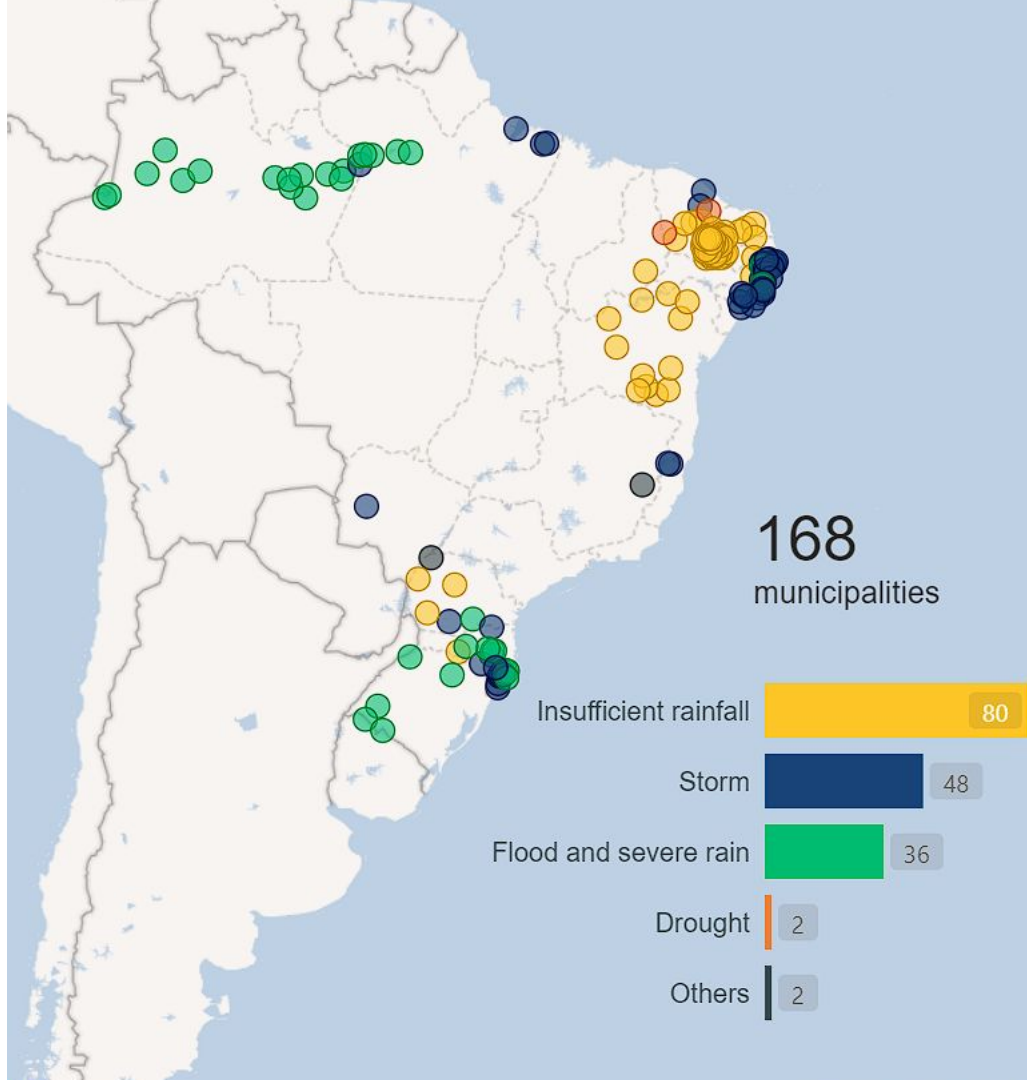 168
municipalities
Insufficient rainfall 80
Storm 48
Flood and severe rain 36
Drought 2
Others 2